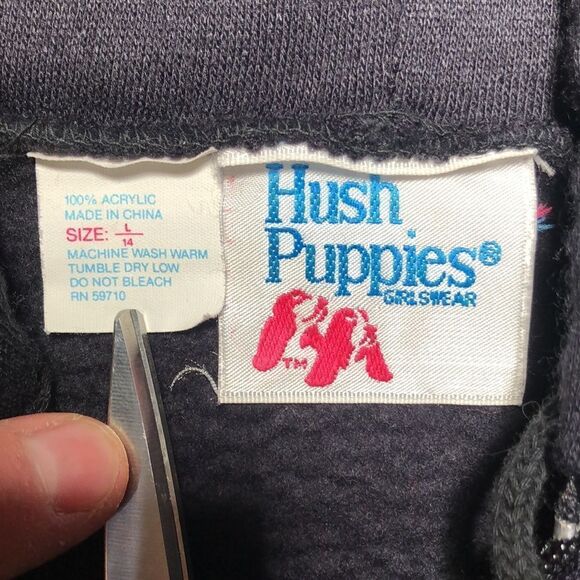 100% ACRYLIC
MADE IN CHINA
SIZE: L/14
MACHINE WASH WARM
TUMBLE DRY LOW
DO NOT BLEACH
RN 59710
Hush
Puppies®
GIRLSWEAR
TM